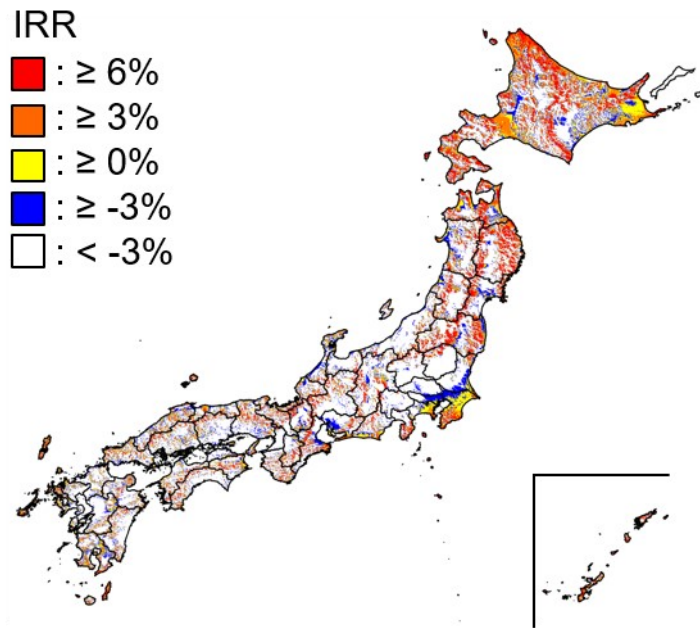 IRR
: ≥ 6%
: ≥ 3%
: ≥ 0%
: ≥ -3%
: < -3%